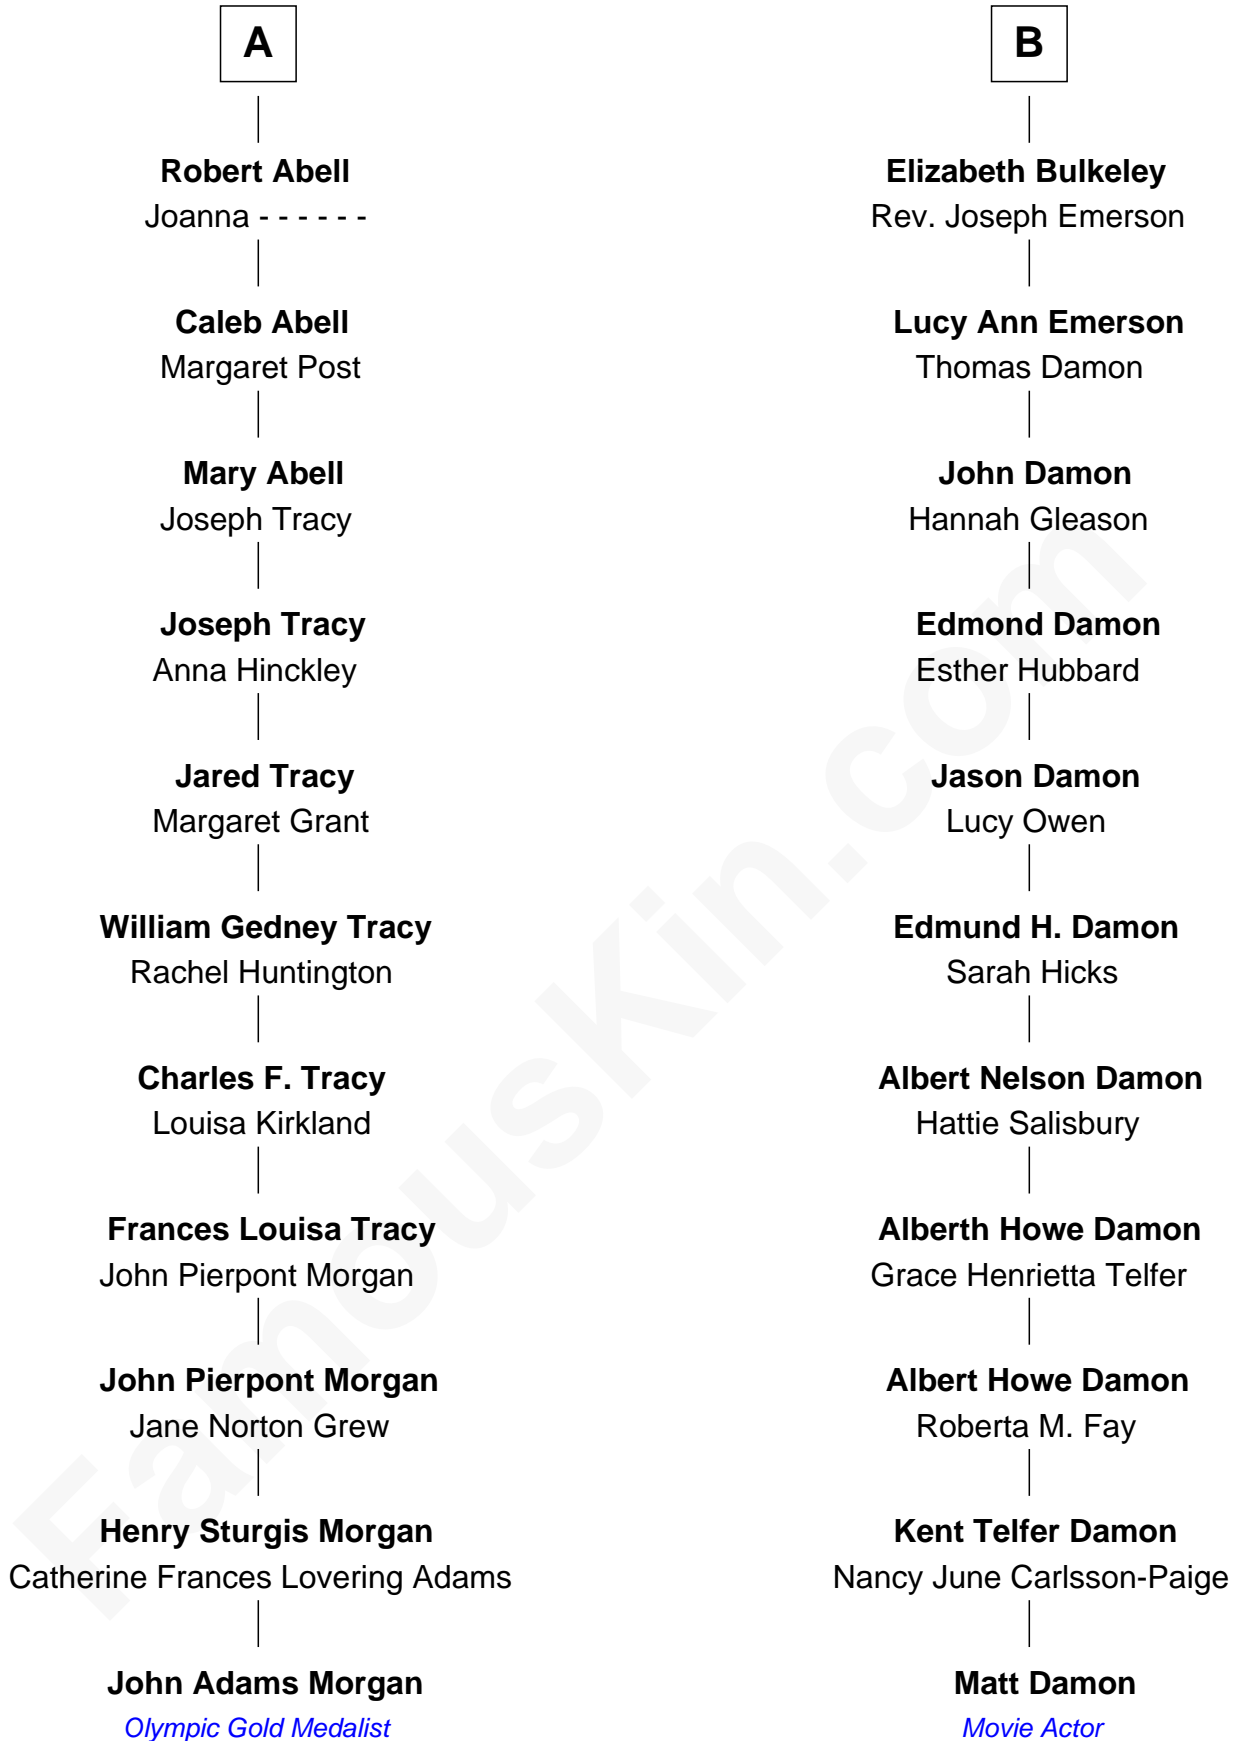 A
Robert Abell
Joanna - - - - - -
Caleb Abell
Margaret Post
Mary Abell
Joseph Tracy
Joseph Tracy
Anna Hinckley
Jared Tracy
Margaret Grant
William Gedney Tracy
Rachel Huntington
Charles F. Tracy
Louisa Kirkland
Frances Louisa Tracy
John Pierpont Morgan
John Pierpont Morgan
Jane Norton Grew
Henry Sturgis Morgan
Catherine Frances Lovering Adams
John Adams Morgan
Olympic Gold Medalist
B
Elizabeth Bulkeley
Rev. Joseph Emerson
Lucy Ann Emerson
Thomas Damon
John Damon
Hannah Gleason
Edmond Damon
Esther Hubbard
Jason Damon
Lucy Owen
Edmund H. Damon
Sarah Hicks
Albert Nelson Damon
Hattie Salisbury
Alberth Howe Damon
Grace Henrietta Telfer
Albert Howe Damon
Roberta M. Fay
Kent Telfer Damon
Nancy June Carlsson-Paige
Matt Damon
Movie Actor
FamousKin.com